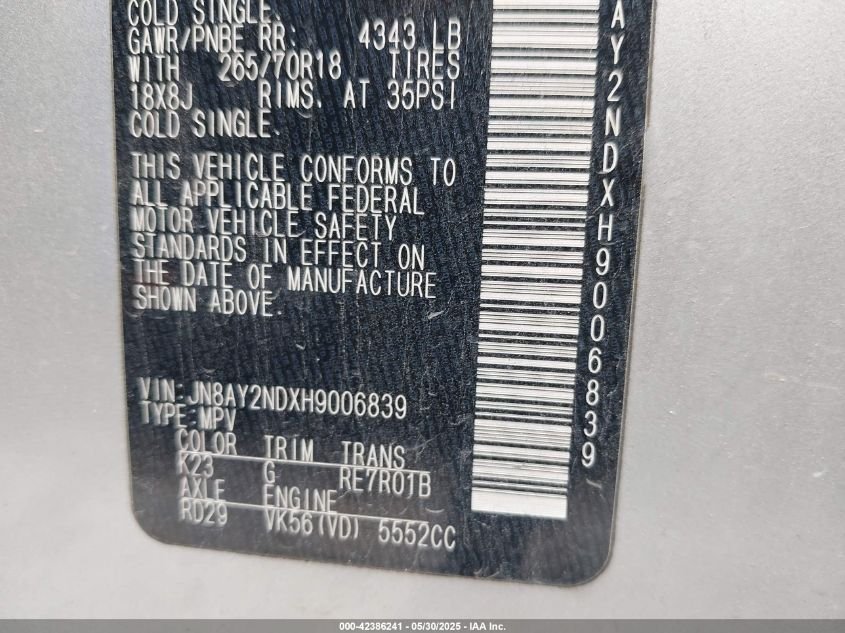 COLD SINGLE.
GAWR/PNBE RR: 4343 LB
WITH 265/70R18 TIRES
18X8J RIMS. AT 35PSI
COLD SINGLE.
THIS VEHICLE CONFORMS TO
ALL APPLICABLE FEDERAL
MOTOR VEHICLE SAFETY
STANDARDS IN EFFECT ON
THE DATE OF MANUFACTURE
SHOWN ABOVE.
VIN: JN8AY2NDXH9006839
TYPE: MPV
COLOR TRIM TRANS
K23 G RE7R01B
AXLE ENGINE
RD29 VK56(VD) 5552CC
AY2NDXH9006839
000-42386241 - 05/30/2025 - IAA Inc.